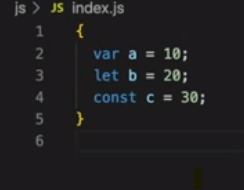 js > JS index.js
1 {
2 var a = 10;
3 let b = 20;
4 const c = 30;
5 }
6